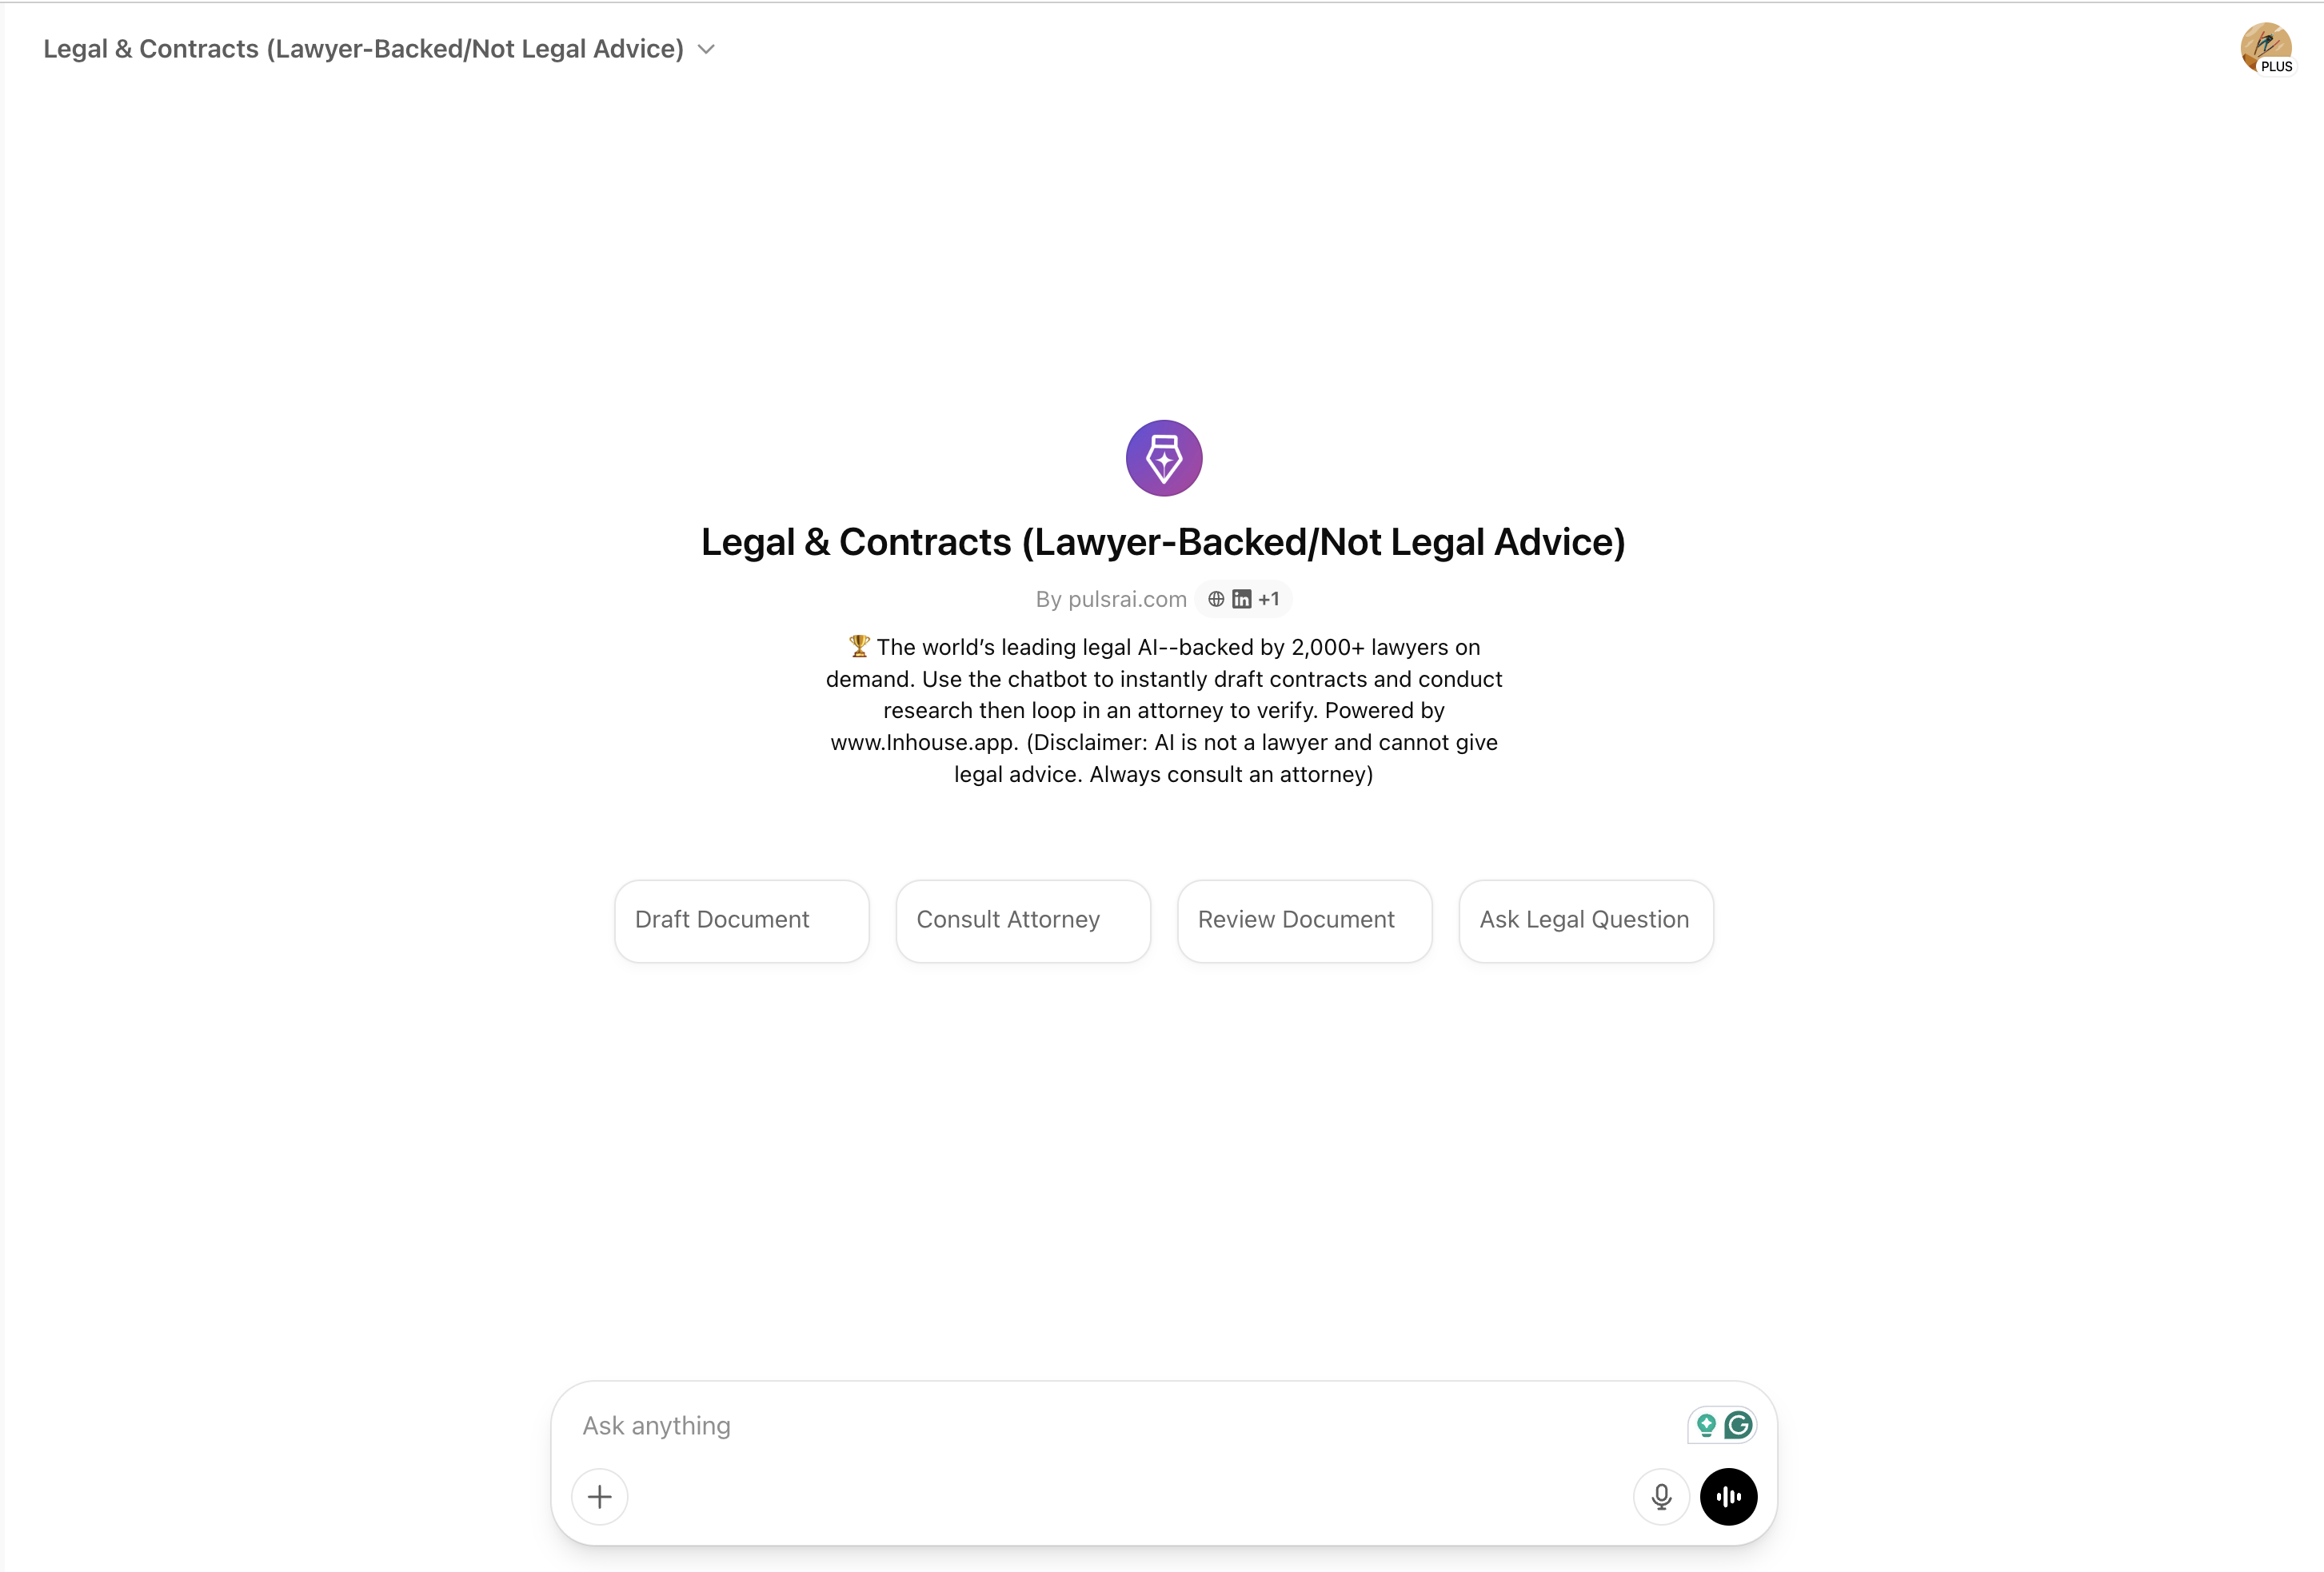 Legal & Contracts (Lawyer-Backed/Not Legal Advice)
PLUS
Legal & Contracts (Lawyer-Backed/Not Legal Advice)
By pulsrai.com in +1
🏆 The world’s leading legal AI--backed by 2,000+ lawyers on
demand. Use the chatbot to instantly draft contracts and conduct
research then loop in an attorney to verify. Powered by
www.Inhouse.app. (Disclaimer: AI is not a lawyer and cannot give
legal advice. Always consult an attorney)
Draft Document
Consult Attorney
Review Document
Ask Legal Question
Ask anything